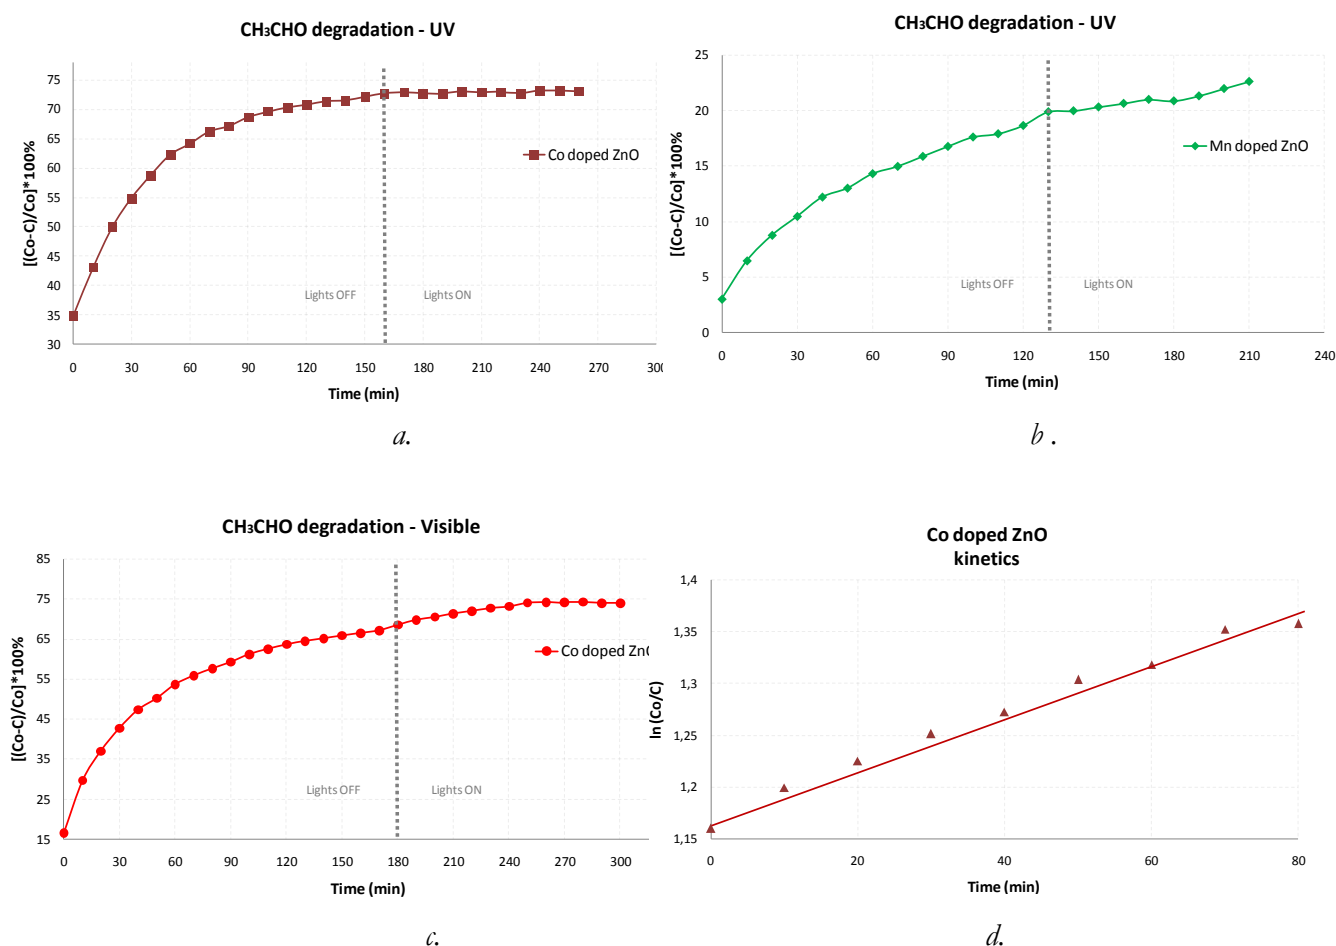 CH₃CHO degradation - UV
[(Co-C)/Co]*100%
75
70
65
60
55
50
45
40
35
30
Co doped ZnO
Lights OFF
Lights ON
0 30 60 90 120 150 180 210 240 270 300
Time (min)
a.
CH₃CHO degradation - UV
[(Co-C)/Co]*100%
25
20
15
10
5
0
Mn doped ZnO
Lights OFF
Lights ON
0 30 60 90 120 150 180 210 240
Time (min)
b .
CH₃CHO degradation - Visible
[(Co-C)/Co]*100%
85
75
65
55
45
35
25
15
Co doped ZnO
Lights OFF
Lights ON
0 30 60 90 120 150 180 210 240 270 300
Time (min)
c.
Co doped ZnO
kinetics
ln (Co/C)
1,4
1,35
1,3
1,25
1,2
1,15
0 20 40 60 80
Time (min)
d.